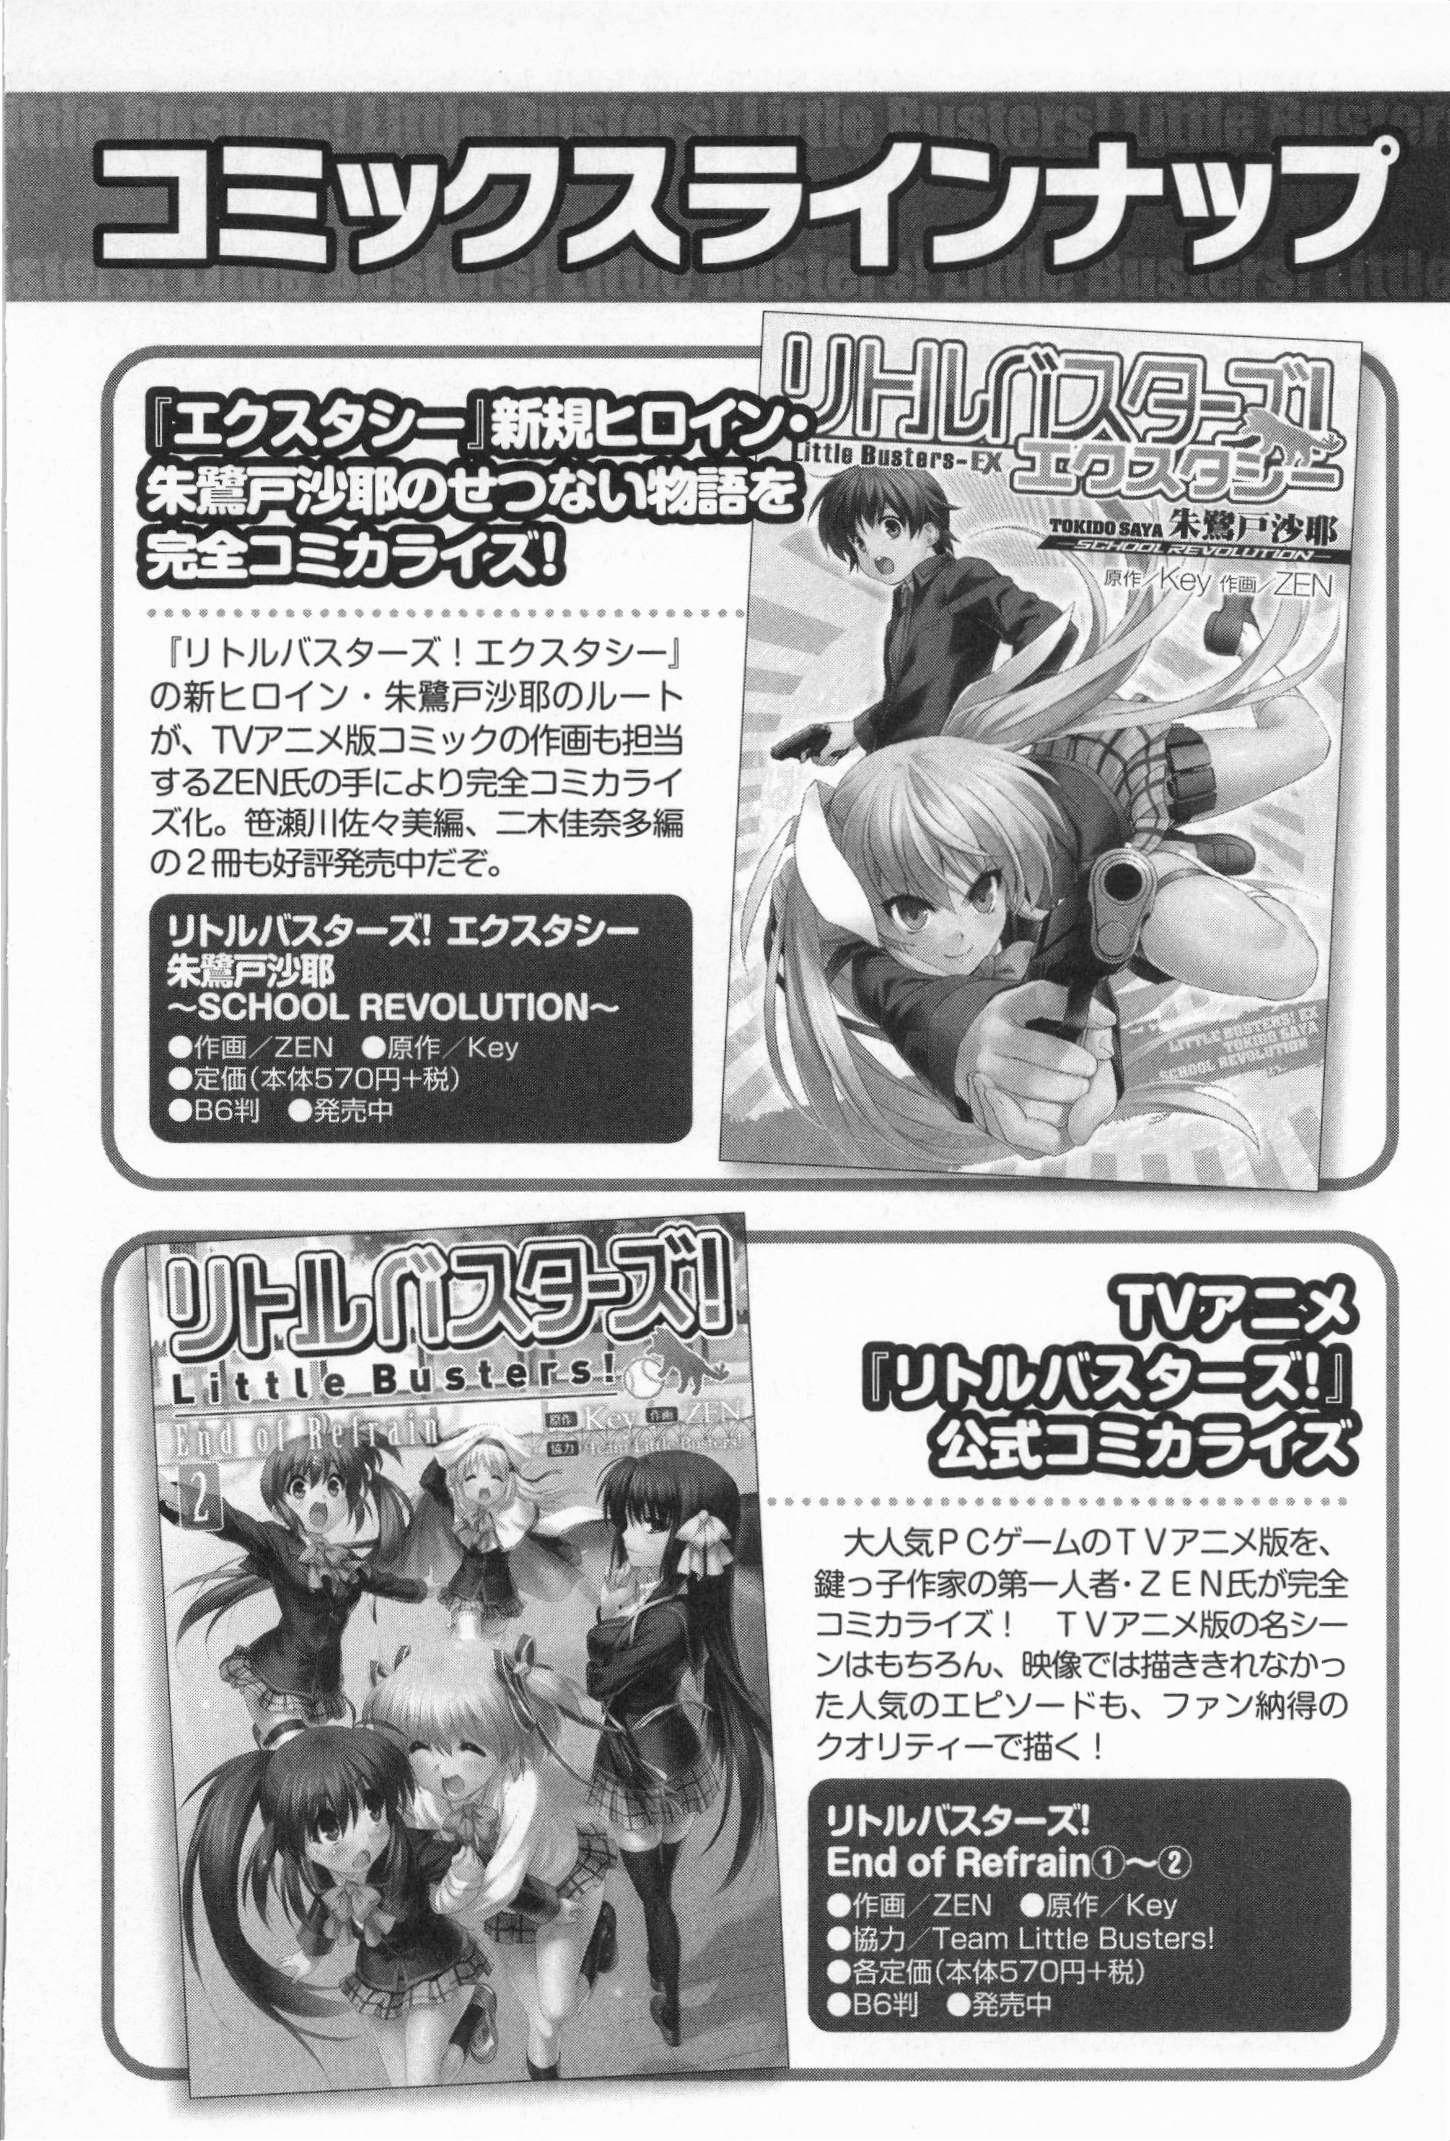 コミックスラインナップ
『エクスタシー』新規ヒロイン・
朱鷺戸沙耶のせつない物語を
完全コミカライズ!
『リトルバスターズ!エクスタシー』
の新ヒロイン・朱鷺戸沙耶のルート
が、TVアニメ版コミックの作画も担当
するZEN氏の手により完全コミカライ
ズ化。笹瀬川佐々美編、二木佳奈多編
の2冊も好評発売中だぞ。
リトルバスターズ! エクスタシー
朱鷺戸沙耶
〜SCHOOL REVOLUTION〜
●作画/ZEN ●原作/Key
●定価(本体570円+税)
●B6判 ●発売中
リトルバスターズ!
Little Busters-EX
エクスタシー
TOKIDO SAYA 朱鷺戸沙耶
SCHOOL REVOLUTION
原作/Key 作画/ZEN
LITTLE BUSTERS! EX
TOKIDO SAYA
SCHOOL REVOLUTION
リトルバスターズ!
Little Busters!
End of Refrain
原作 Key 作画 ZEN
協力 Team Little Busters!
2
TVアニメ
『リトルバスターズ!』
公式コミカライズ
大人気PCゲームのTVアニメ版を、
鍵っ子作家の第一人者・ZEN氏が完全
コミカライズ! TVアニメ版の名シー
ンはもちろん、映像では描ききれなかっ
た人気のエピソードも、ファン納得の
クオリティーで描く!
リトルバスターズ!
End of Refrain①〜②
●作画/ZEN ●原作/Key
●協力/Team Little Busters!
●各定価(本体570円+税)
●B6判 ●発売中